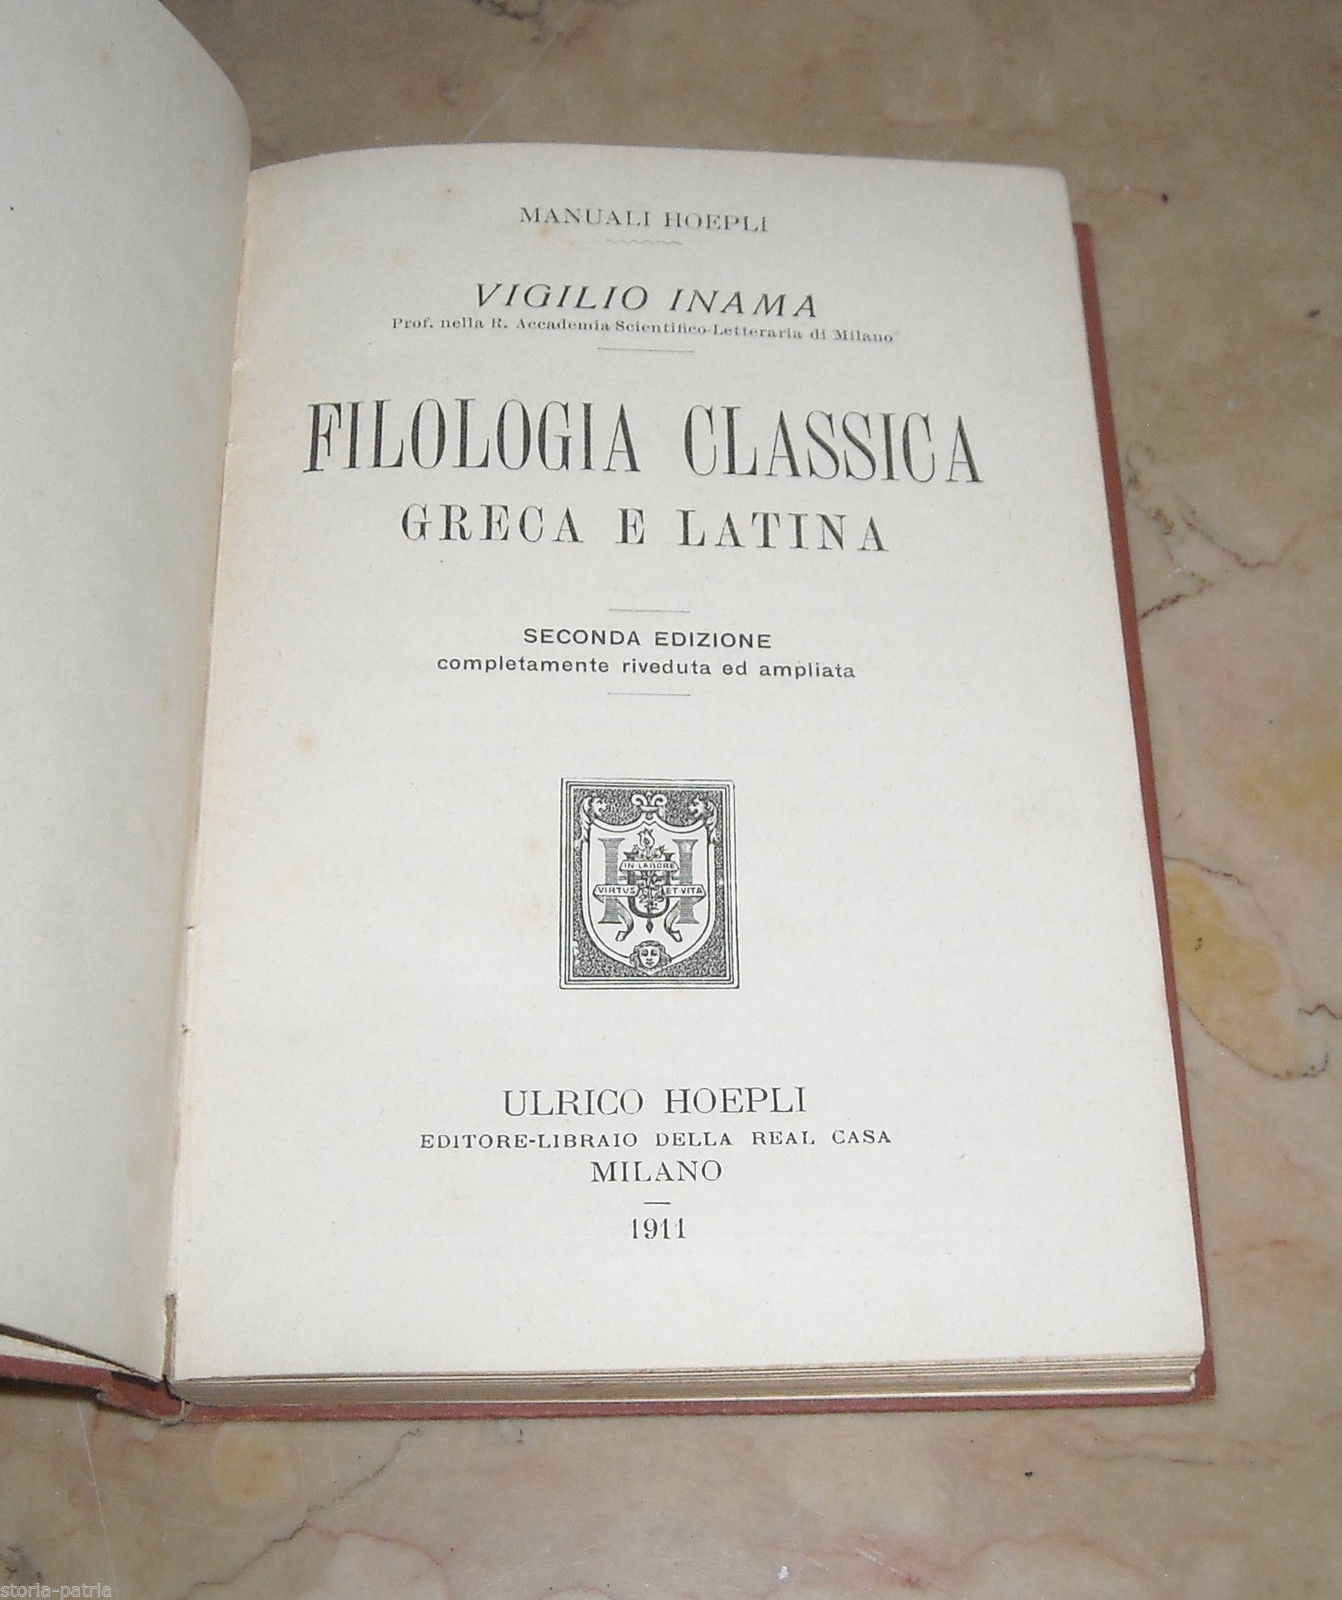 MANUALI HOEPLI
VIGILIO INAMA
Prof. nella R. Accademia Scientifico-Letteraria di Milano
FILOLOGIA CLASSICA
GRECA E LATINA
SECONDA EDIZIONE
completamente riveduta ed ampliata
IN·LABORE
VIRTUS ET VITA
ULRICO HOEPLI
EDITORE-LIBRAIO DELLA REAL CASA
MILANO
1911
storia-patria